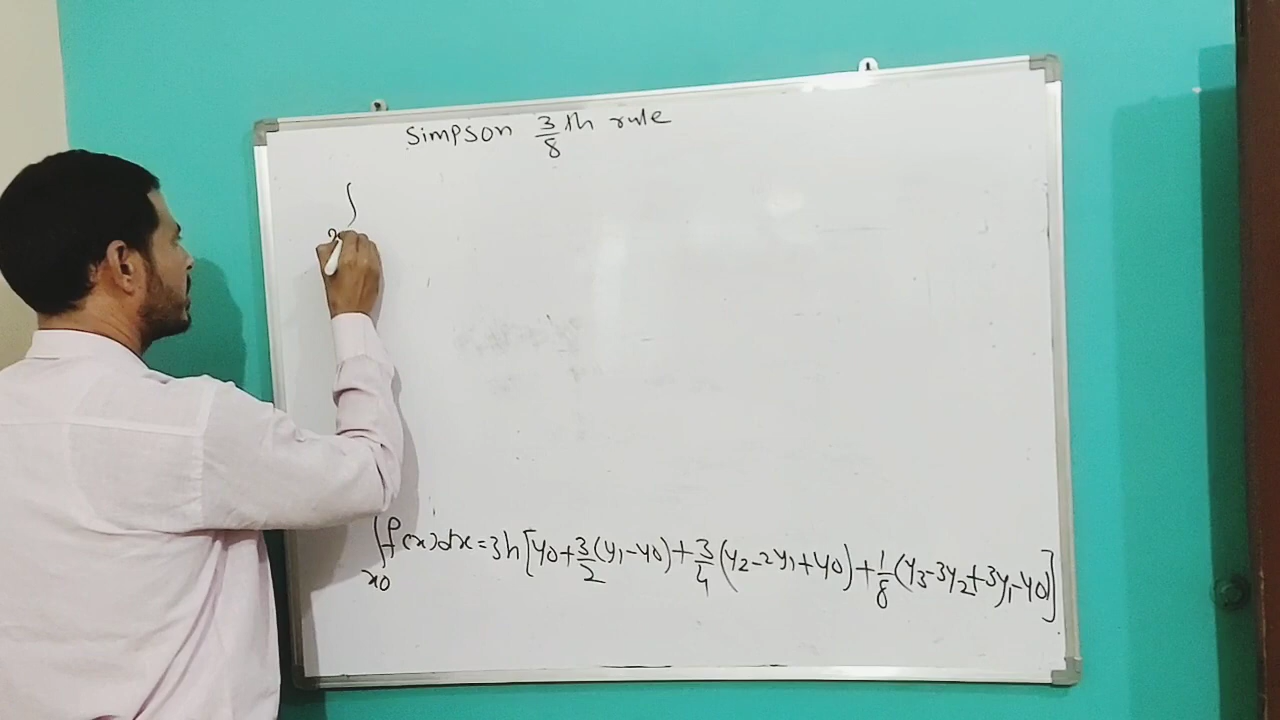 Simpson 3/8 th rule
∫ x
∫ f(x)dx=3h[y0+3/2(y1-y0)+3/4(y2-2y1+y0)+1/8(y3-3y2+3y1-y0)]
x0